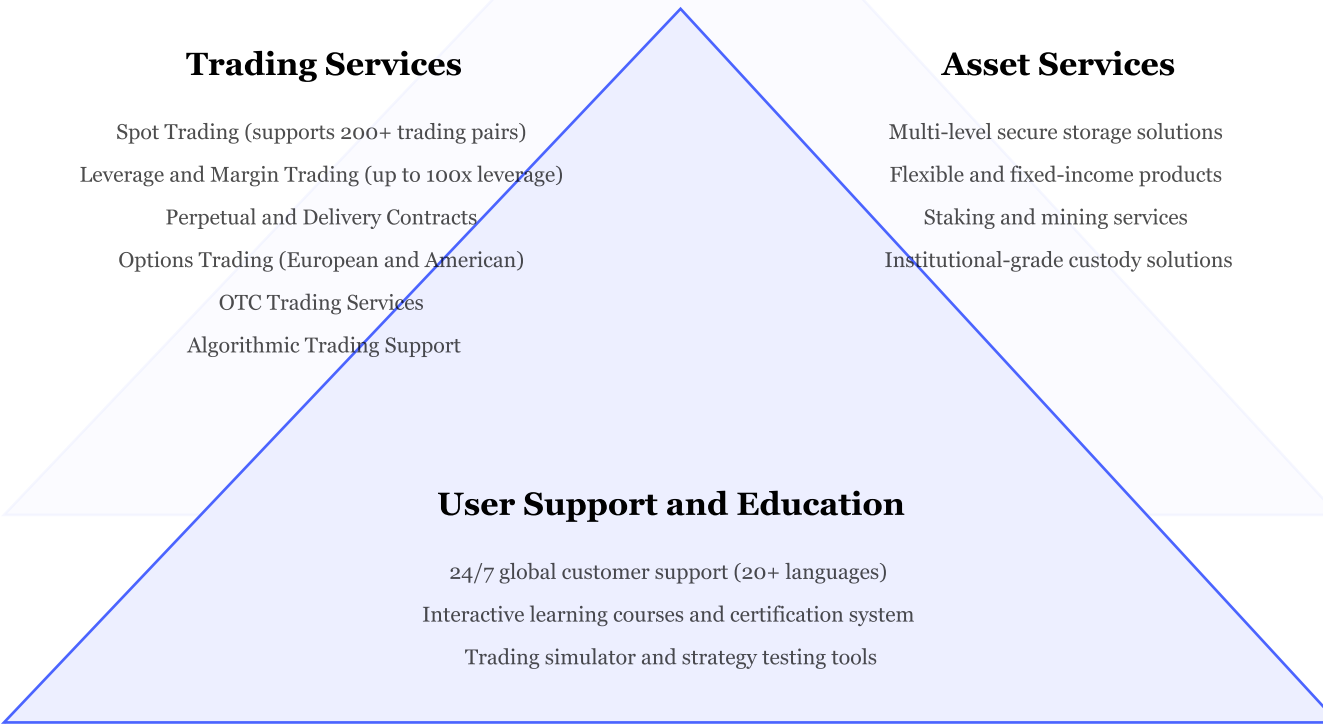 Trading Services
Spot Trading (supports 200+ trading pairs)
Leverage and Margin Trading (up to 100x leverage)
Perpetual and Delivery Contracts
Options Trading (European and American)
OTC Trading Services
Algorithmic Trading Support
Asset Services
Multi-level secure storage solutions
Flexible and fixed-income products
Staking and mining services
Institutional-grade custody solutions
User Support and Education
24/7 global customer support (20+ languages)
Interactive learning courses and certification system
Trading simulator and strategy testing tools